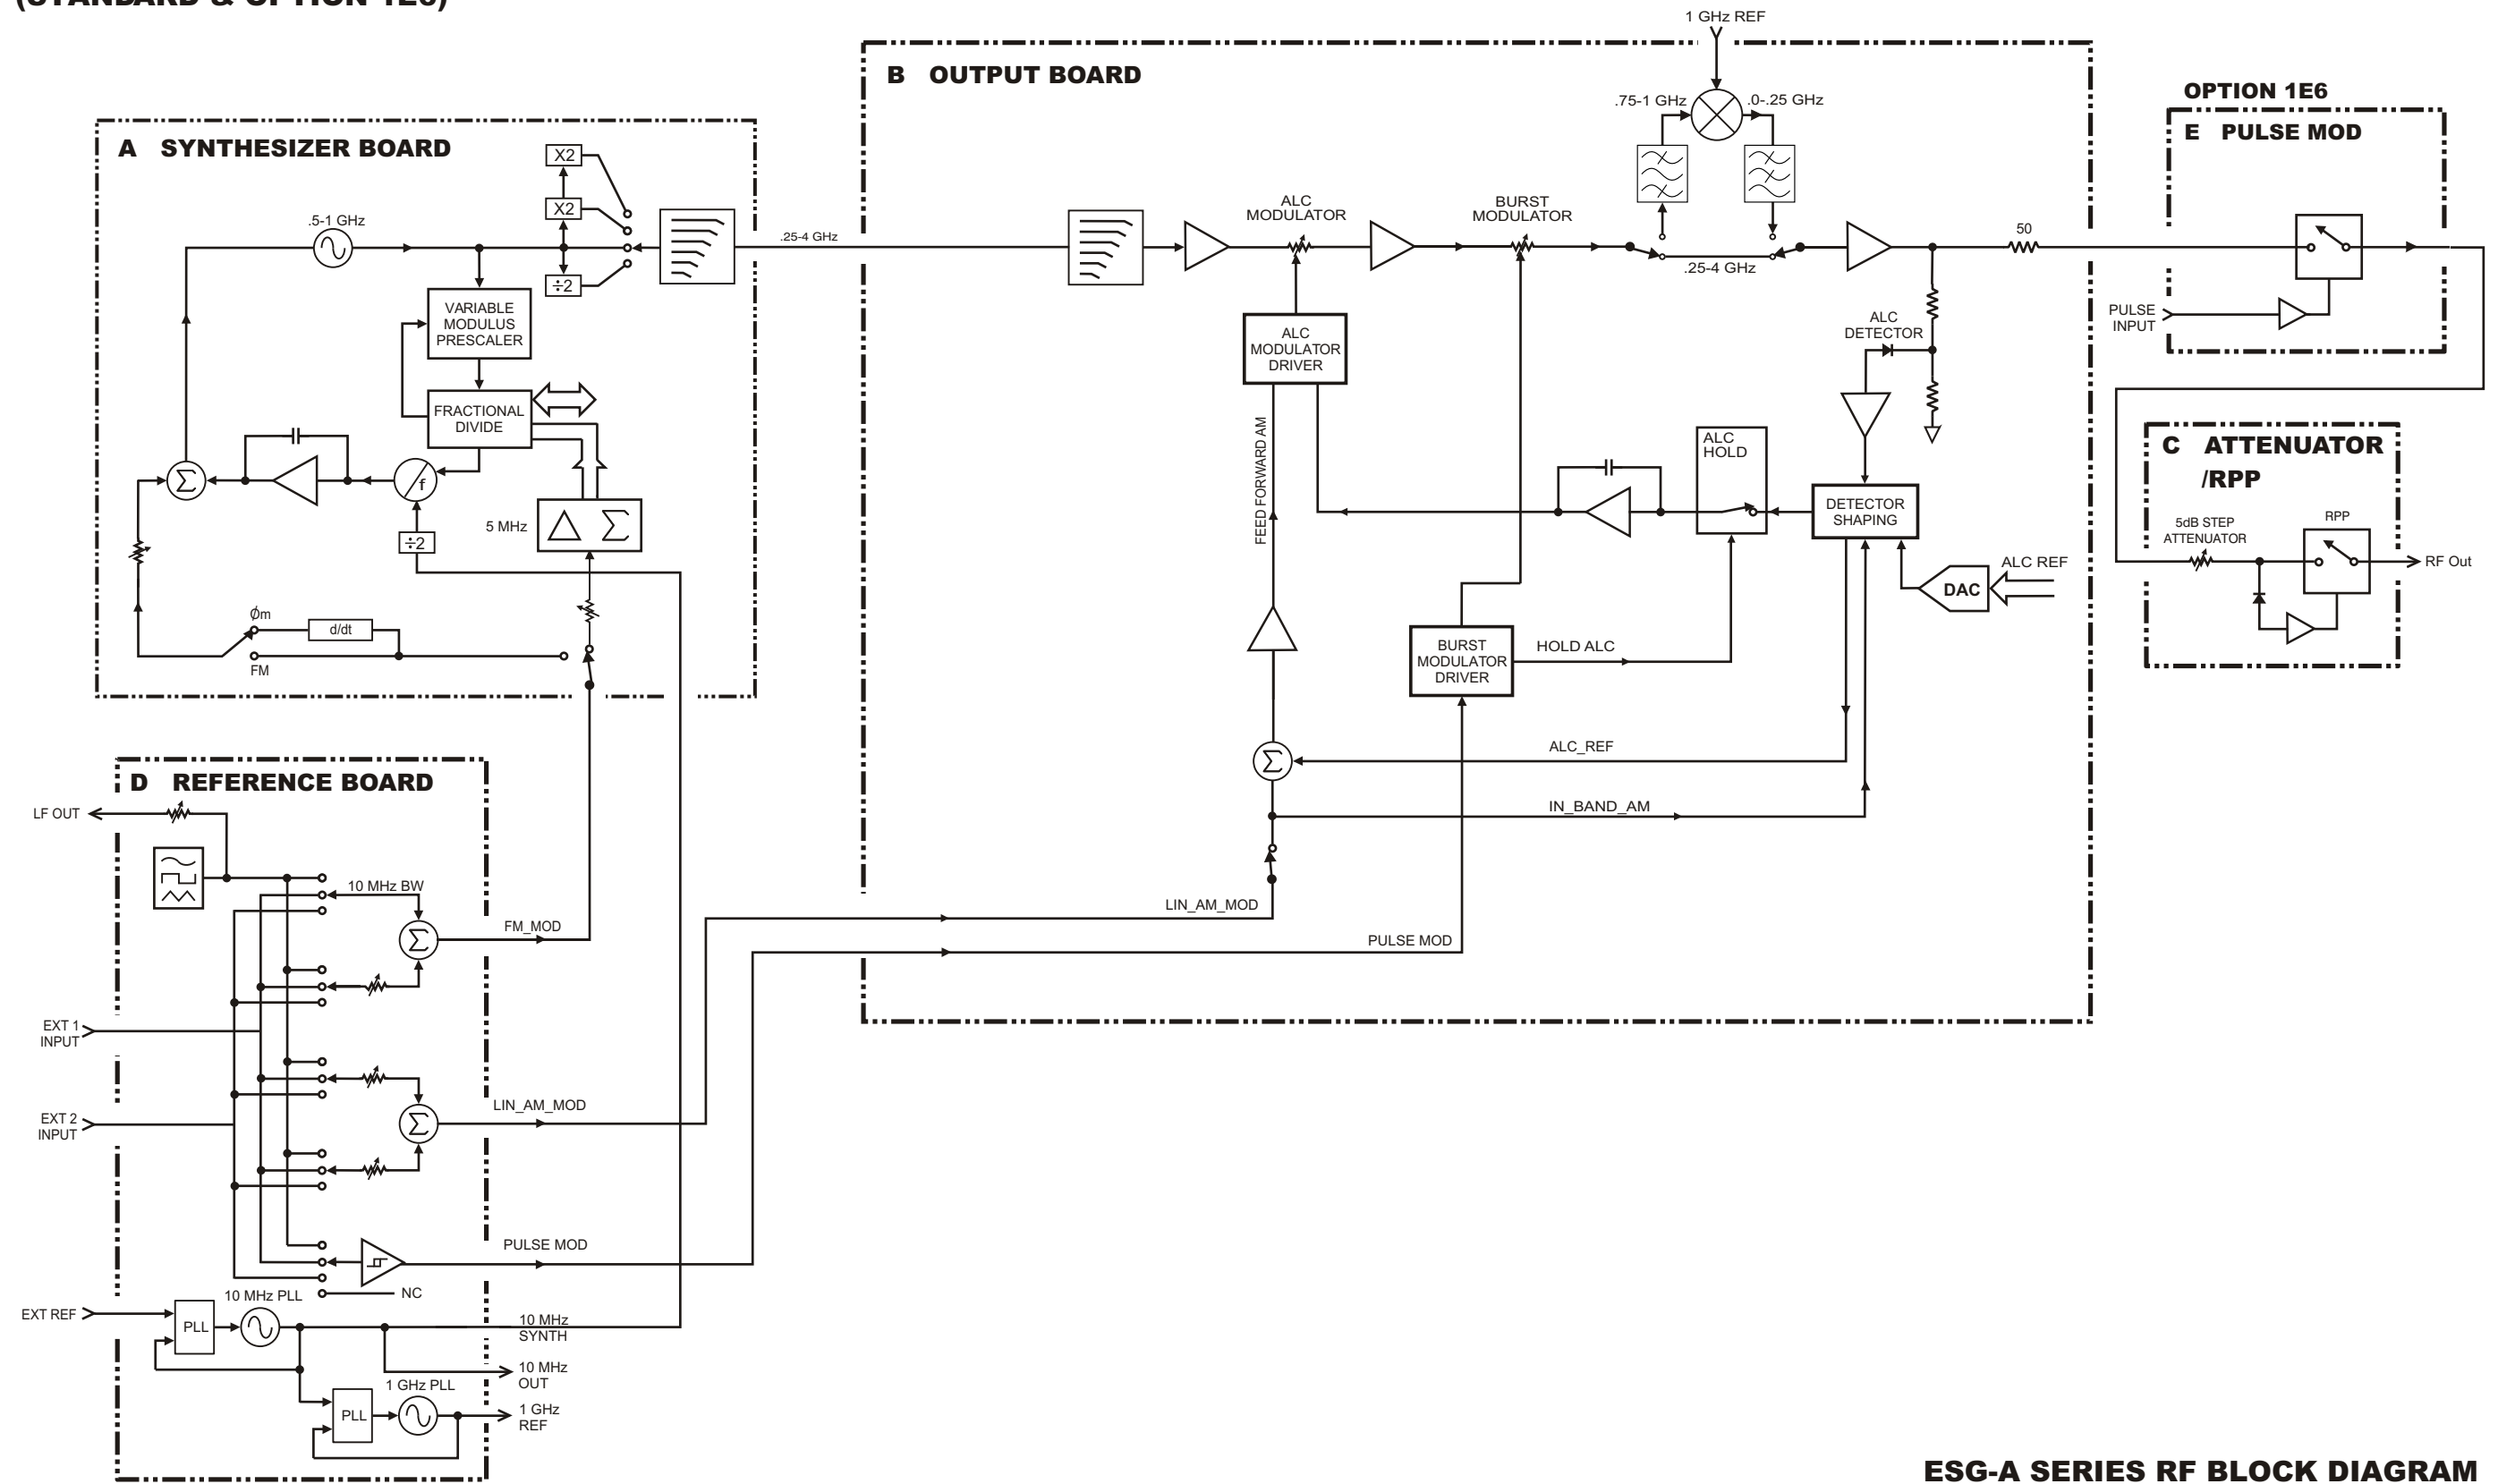 (STANDARD & OPTION 1E6)
1 GHz REF
B OUTPUT BOARD
.75-1 GHz
.0-.25 GHz
OPTION 1E6
E PULSE MOD
A SYNTHESIZER BOARD
X2
X2
.5-1 GHz
÷2
.25-4 GHz
ALC
MODULATOR
BURST
MODULATOR
.25-4 GHz
50
PULSE
INPUT
VARIABLE
MODULUS
PRESCALER
ALC
MODULATOR
DRIVER
ALC
DETECTOR
FRACTIONAL
DIVIDE
FEED FORWARD AM
ALC
HOLD
C ATTENUATOR
/RPP
Σ
f
5 MHz
Σ
÷2
DETECTOR
SHAPING
5dB STEP
ATTENUATOR
RPP
RF Out
ALC REF
DAC
Øm
d/dt
FM
BURST
MODULATOR
DRIVER
HOLD ALC
ALC_REF
Σ
IN_BAND_AM
D REFERENCE BOARD
LF OUT
10 MHz BW
Σ
FM_MOD
LIN_AM_MOD
PULSE MOD
EXT 1
INPUT
EXT 2
INPUT
Σ
LIN_AM_MOD
PULSE MOD
NC
EXT REF
PLL
10 MHz PLL
10 MHz
SYNTH
10 MHz
OUT
1 GHz PLL
PLL
1 GHz
REF
ESG-A SERIES RF BLOCK DIAGRAM